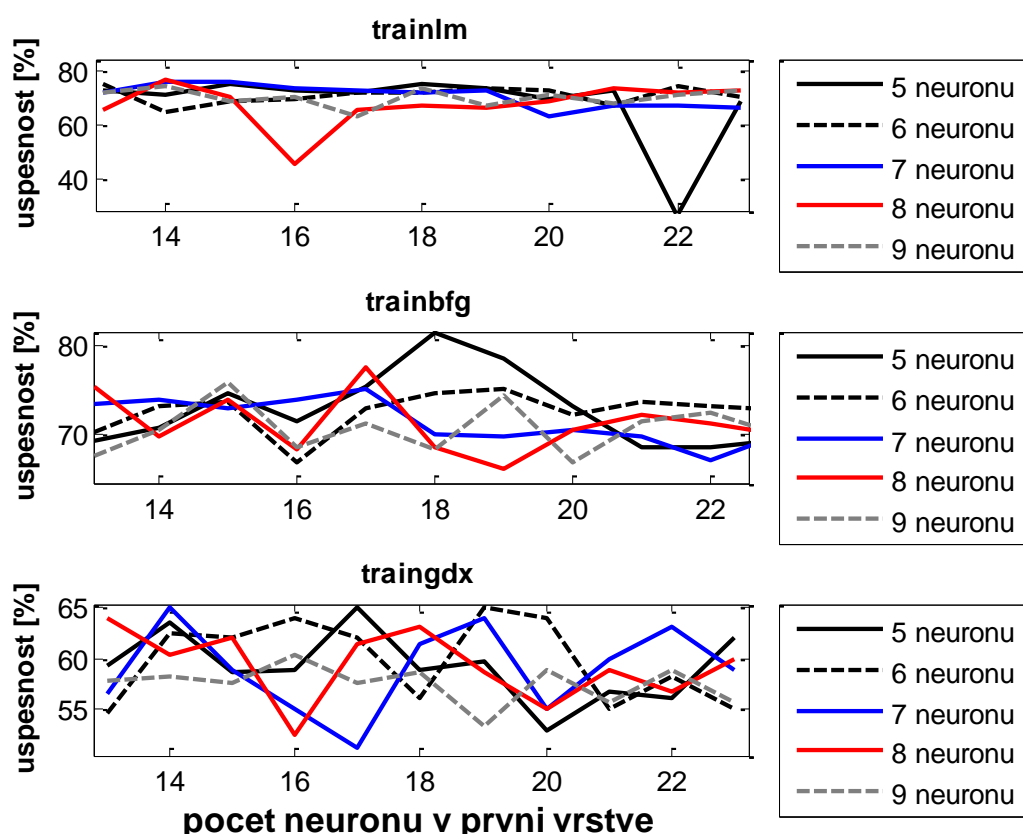 trainlm
uspesnost [%]
80
60
40
14 16 18 20 22
5 neuronu
6 neuronu
7 neuronu
8 neuronu
9 neuronu
trainbfg
uspesnost [%]
80
70
14 16 18 20 22
5 neuronu
6 neuronu
7 neuronu
8 neuronu
9 neuronu
traingdx
uspesnost [%]
65
60
55
14 16 18 20 22
pocet neuronu v prvni vrstve
5 neuronu
6 neuronu
7 neuronu
8 neuronu
9 neuronu